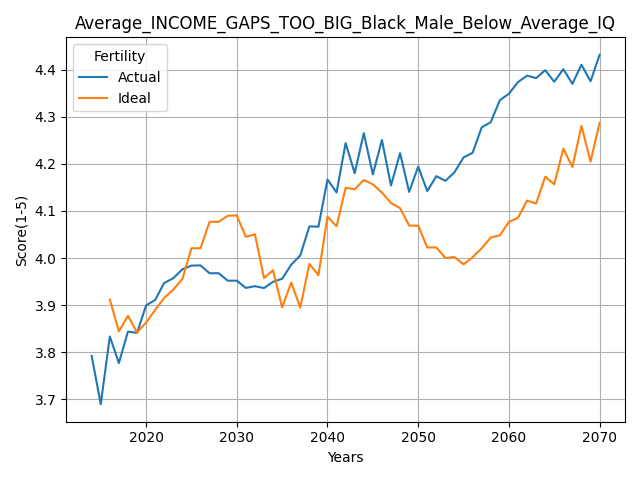 Average_INCOME_GAPS_TOO_BIG_Black_Male_Below_Average_IQ
Fertility
Actual
Ideal
4.4
4.3
4.2
4.1
4.0
3.9
3.8
3.7
Score(1-5)
2020 2030 2040 2050 2060 2070
Years